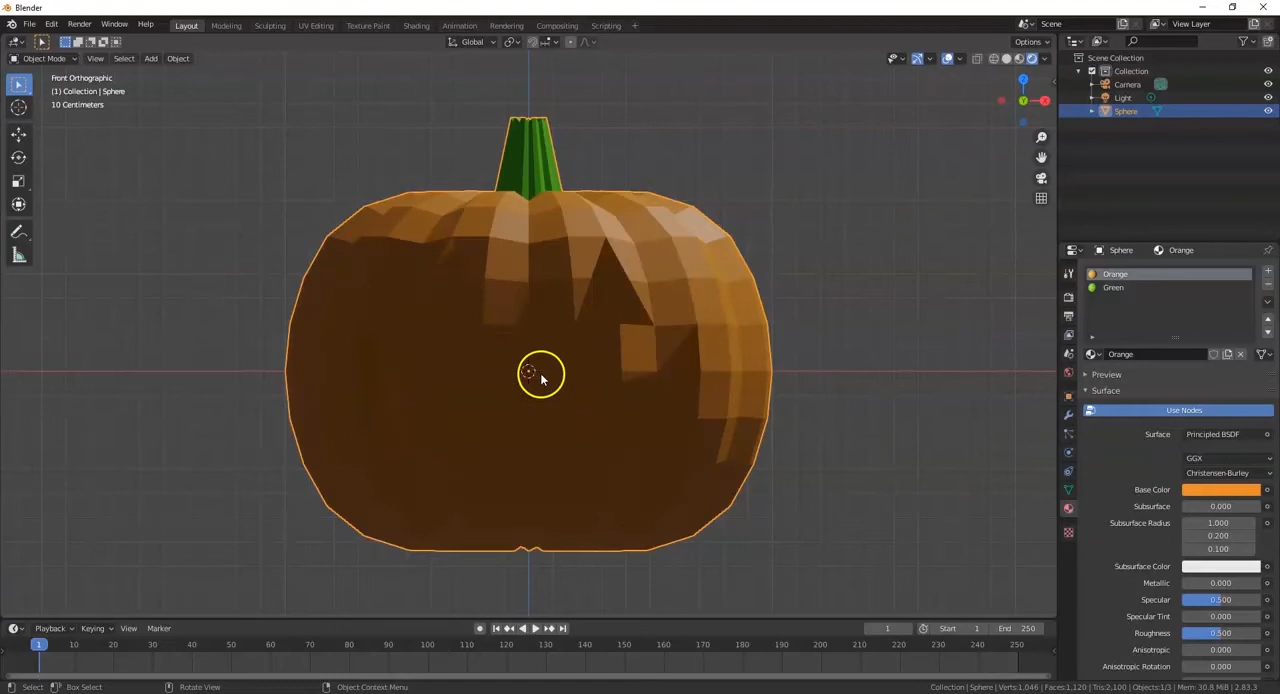 Blender
File Edit Render Window Help Layout Modeling Sculpting UV Editing Texture Paint Shading Animation Rendering Compositing Scripting + Scene View Layer
Global Options
Object Mode View Select Add Object
Front Orthographic
(1) Collection | Sphere
10 Centimeters
Z
Y
X
Scene Collection
Collection
Camera
Light
Sphere
Sphere Orange
Orange
Green
Orange
Preview
Surface
Use Nodes
Surface Principled BSDF
GGX
Christensen-Burley
Base Color
Subsurface 0.000
Subsurface Radius 1.000
0.200
0.100
Subsurface Color
Metallic 0.000
Specular 0.500
Specular Tint 0.000
Roughness 0.500
Anisotropic 0.000
Anisotropic Rotation 0.000
Playback Keying View Marker 1 Start 1 End 250
1 10 20 30 40 50 60 70 80 90 100 110 120 130 140 150 160 170 180 190 200 210 220 230 240 250
Select Box Select Rotate View Object Context Menu Collection | Sphere | Verts:1,046 | Faces:1,120 | Tris:2,100 | Objects:1/3 | Mem: 30.8 MiB | 2.83.3